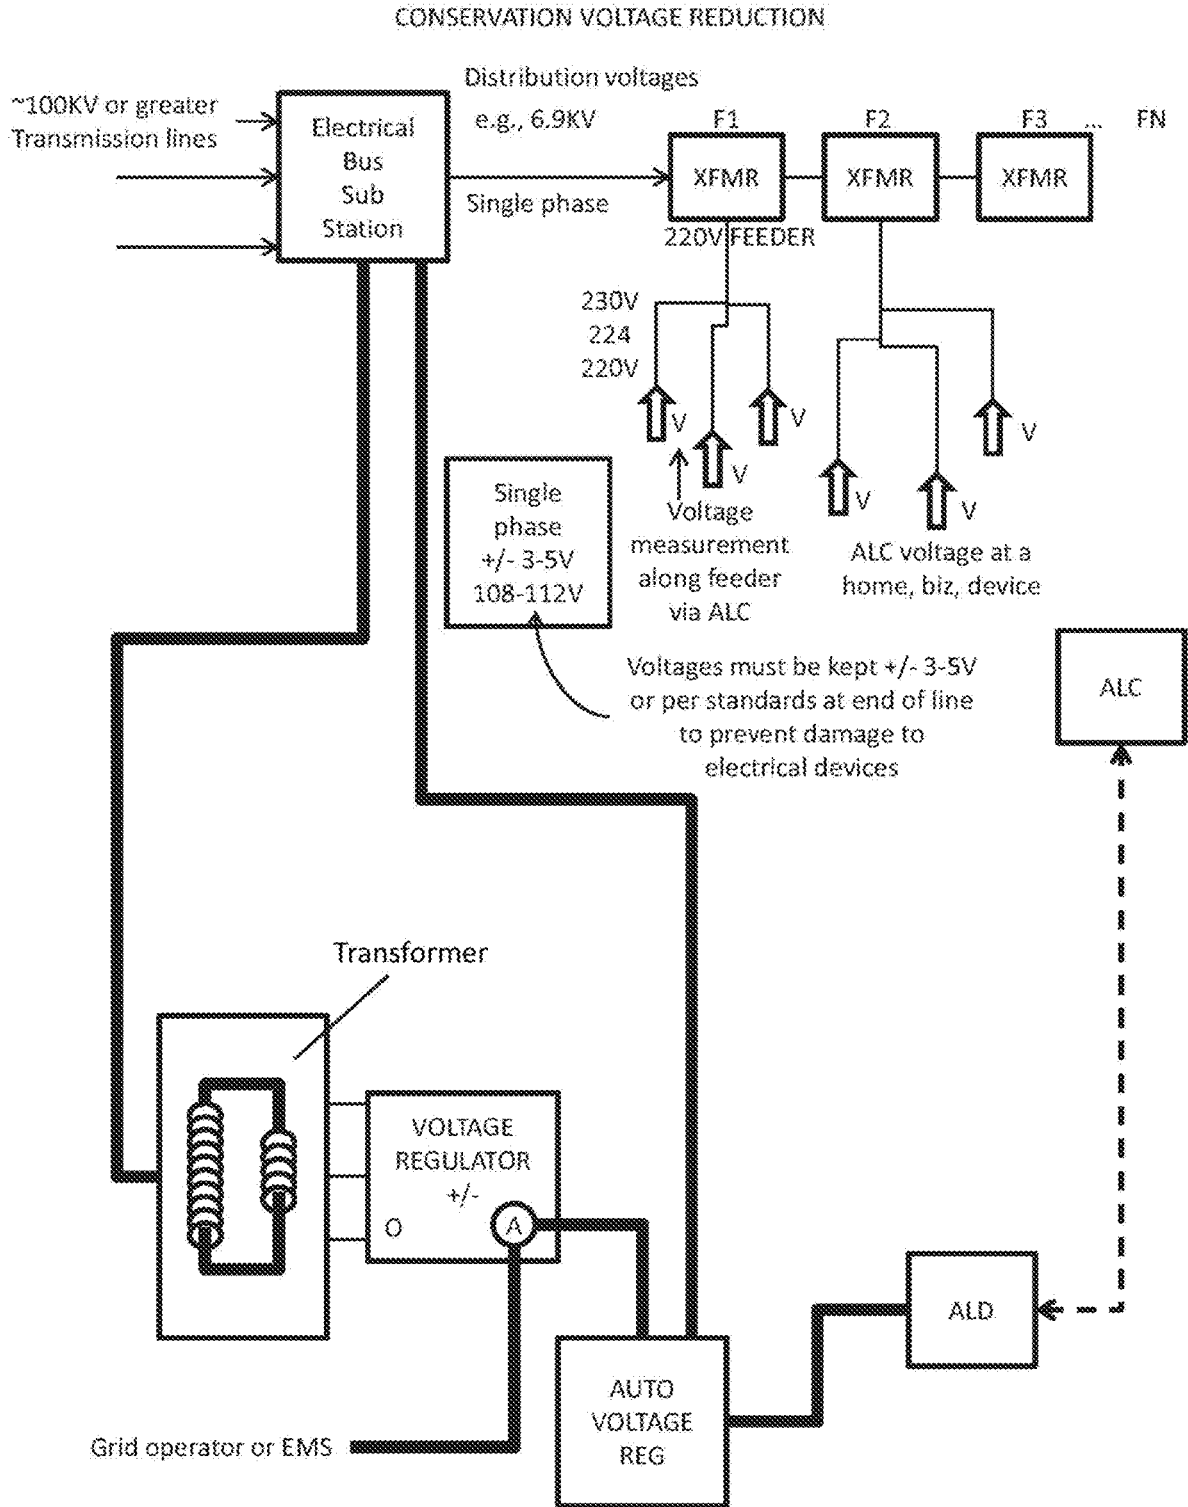 CONSERVATION VOLTAGE REDUCTION
~100KV or greater
Transmission lines
Electrical
Bus
Sub
Station
Distribution voltages
e.g., 6.9KV
Single phase
F1
F2
F3 ... FN
XFMR
XFMR
XFMR
220V FEEDER
230V
224
220V
V
V
V
V
V
V
Single
phase
+/- 3-5V
108-112V
Voltage
measurement
along feeder
via ALC
ALC voltage at a
home, biz, device
Voltages must be kept +/- 3-5V
or per standards at end of line
to prevent damage to
electrical devices
ALC
Transformer
VOLTAGE
REGULATOR
+/-
O
A
ALD
AUTO
VOLTAGE
REG
Grid operator or EMS